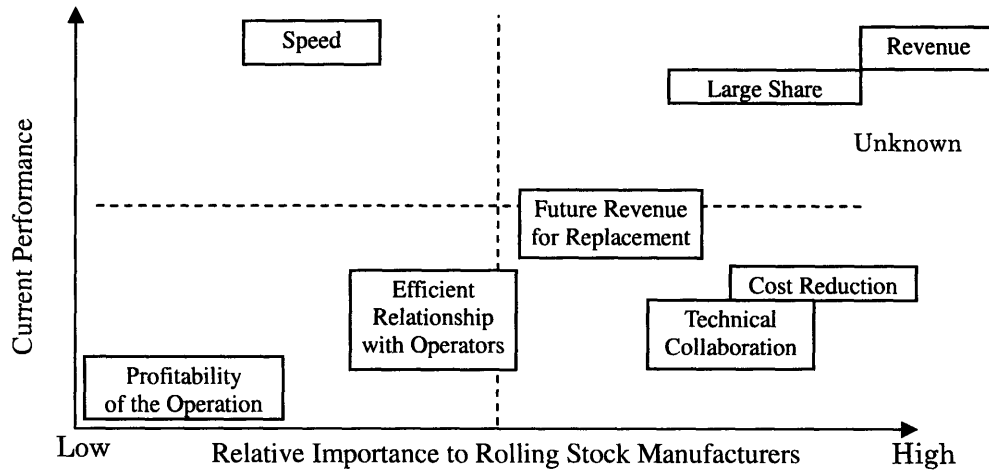 Speed
Revenue
Large Share
Unknown
Current Performance
Future Revenue
for Replacement
Efficient
Relationship
with Operators
Cost Reduction
Technical
Collaboration
Profitability
of the Operation
Low
Relative Importance to Rolling Stock Manufacturers
High